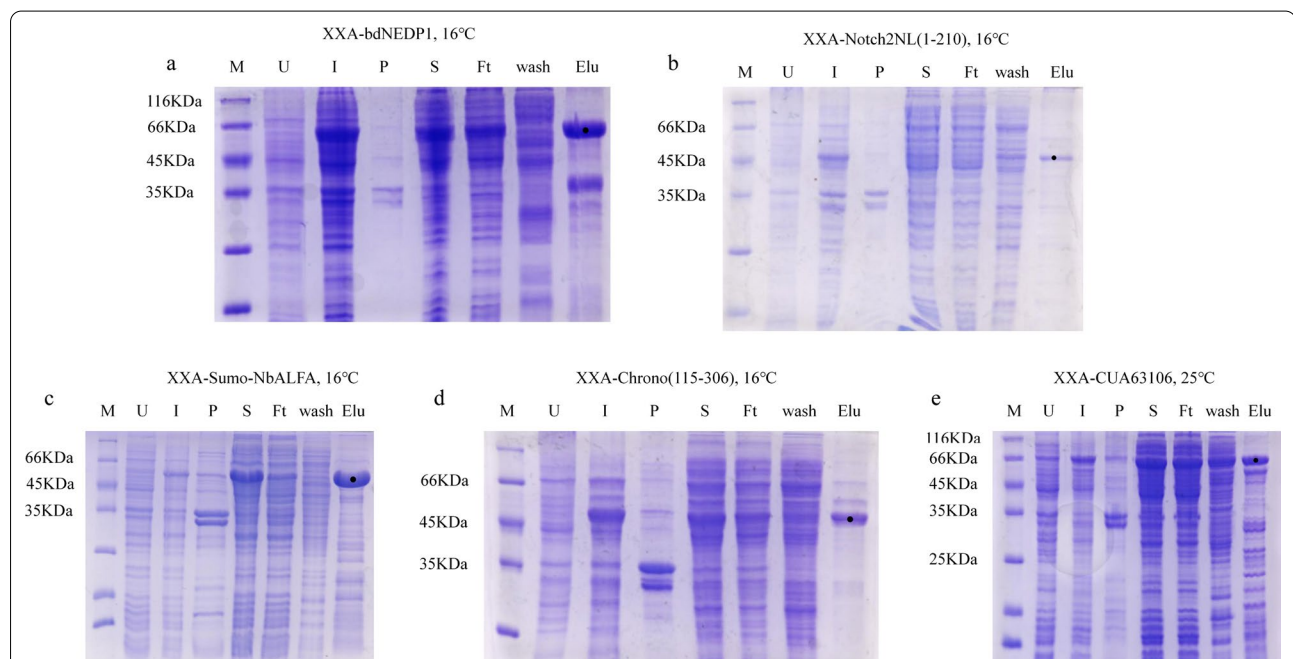 XXA-bdNEDP1, 16℃
a
M U I P S Ft wash Elu
116KDa
66KDa
45KDa
35KDa
XXA-Notch2NL(1-210), 16℃
b
M U I P S Ft wash Elu
66KDa
45KDa
35KDa
XXA-Sumo-NbALFA, 16℃
c
M U I P S Ft wash Elu
66KDa
45KDa
35KDa
XXA-Chrono(115-306), 16℃
d
M U I P S Ft wash Elu
66KDa
45KDa
35KDa
XXA-CUA63106, 25℃
e
M U I P S Ft wash Elu
116KDa
66KDa
45KDa
35KDa
25KDa